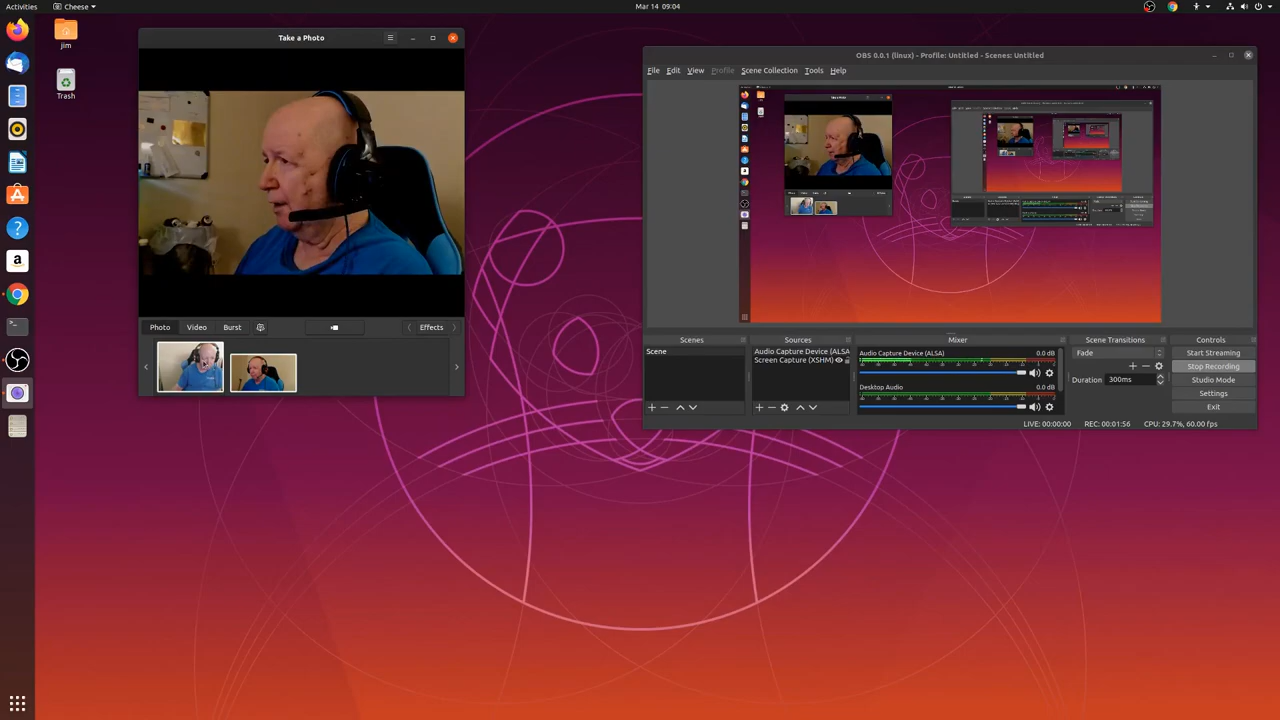 Activities Cheese Mar 14 09:04
jim
Trash
Take a Photo
Photo Video Burst Effects
OBS 0.0.1 (linux) - Profile: Untitled - Scenes: Untitled
File Edit View Profile Scene Collection Tools Help
Scenes Sources Mixer Scene Transitions Controls
Scene
Audio Capture Device (ALSA
Screen Capture (XSHM)
Audio Capture Device (ALSA) 0.0 dB
Desktop Audio 0.0 dB
Fade
Duration 300ms
Start Streaming
Stop Recording
Studio Mode
Settings
Exit
LIVE: 00:00:00 REC: 00:01:56 CPU: 29.7%, 60.00 fps